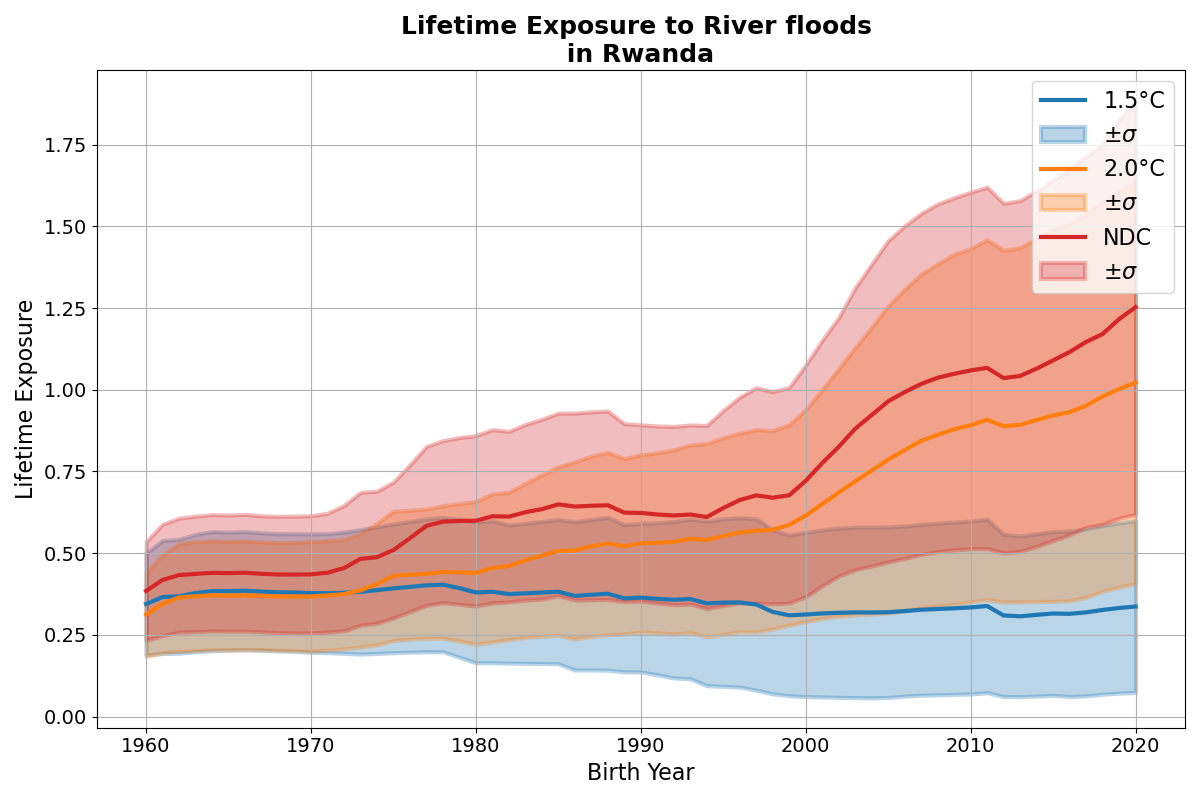 Lifetime Exposure to River floods
in Rwanda
1.5°C
±σ
2.0°C
±σ
NDC
±σ
Lifetime Exposure
1.75
1.50
1.25
1.00
0.75
0.50
0.25
0.00
1960
1970
1980
1990
2000
2010
2020
Birth Year